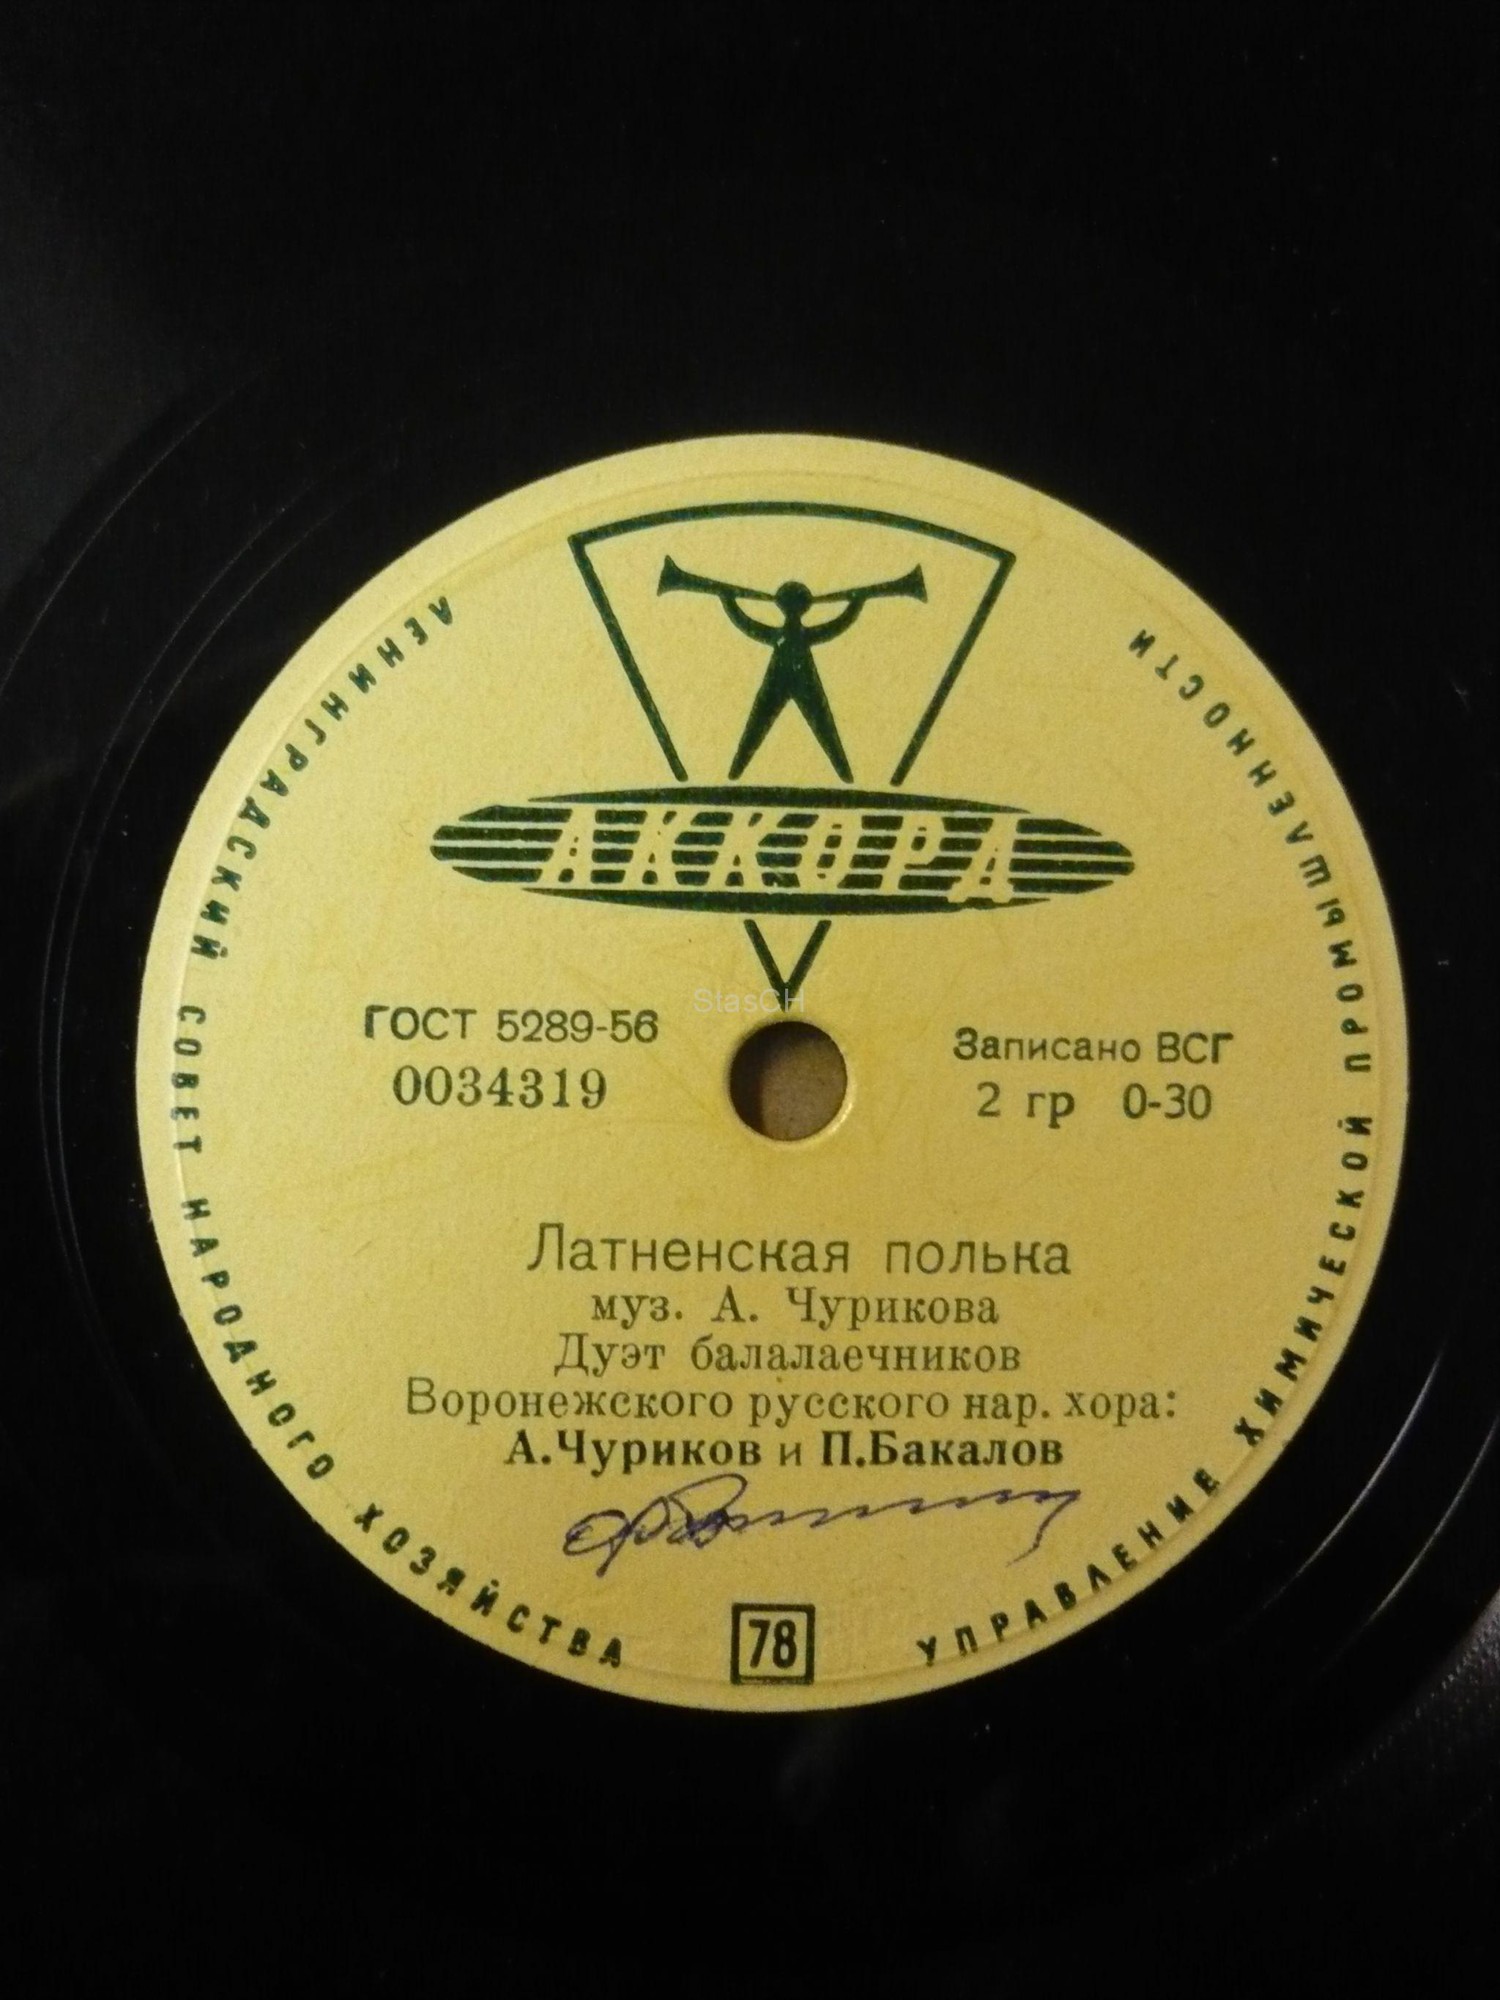 ЛЕНИНГРАДСКИЙ СОВЕТ НАРОДНОГО ХОЗЯЙСТВА
УПРАВЛЕНИЕ ХИМИЧЕСКОЙ ПРОМЫШЛЕННОСТИ
АККОРД
StasCH
ГОСТ 5289-56
0034319
Записано ВСГ
2 гр 0-30
Латненская полька
муз. А. Чурикова
Дуэт балалаечников
Воронежского русского нар. хора:
А.Чуриков и П.Бакалов
78